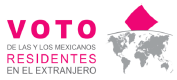 VOTO
DE LAS Y LOS MEXICANOS
RESIDENTES
EN EL EXTRANJERO